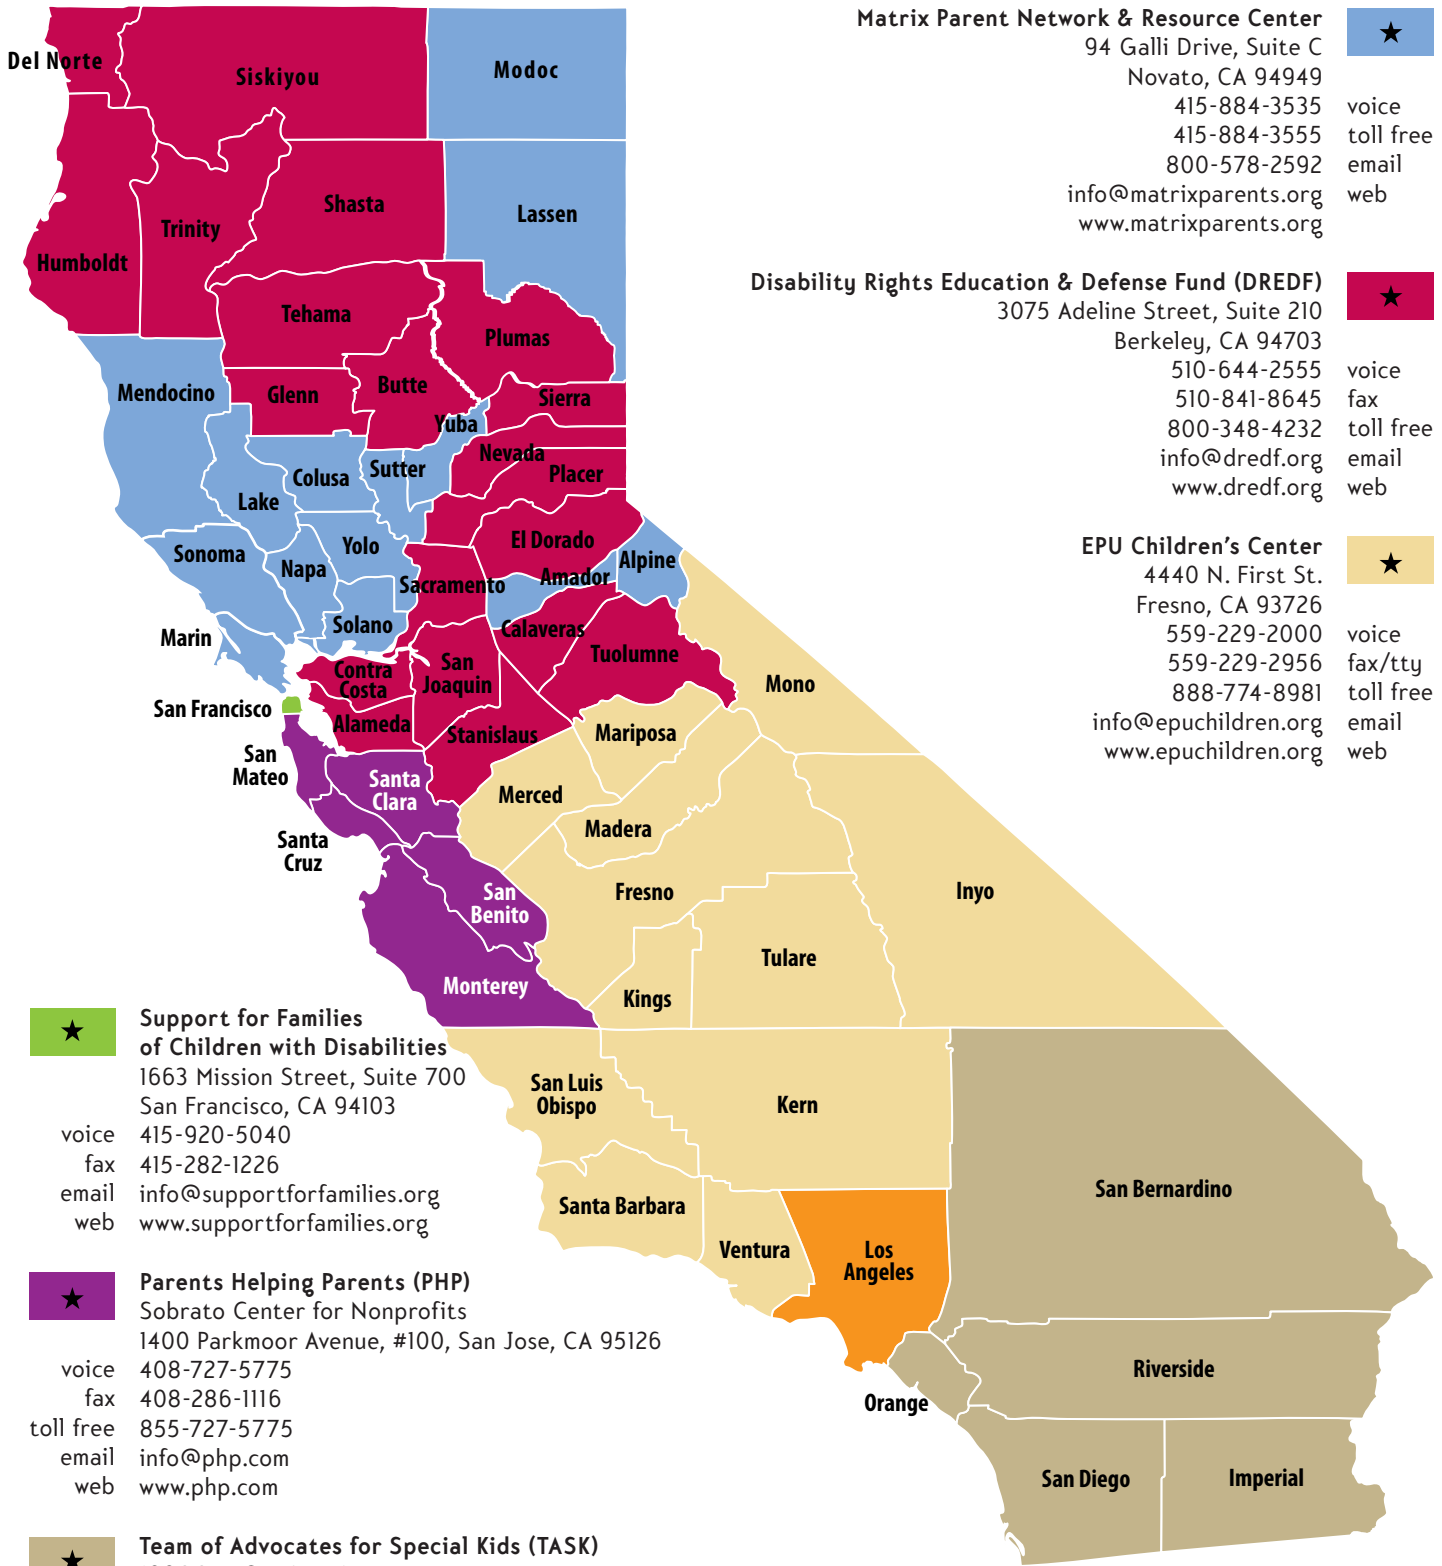 Matrix Parent Network & Resource Center
94 Galli Drive, Suite C
Novato, CA 94949
415-884-3535 voice
415-884-3555 toll free
800-578-2592 email
info@matrixparents.org web
www.matrixparents.org
Disability Rights Education & Defense Fund (DREDF)
3075 Adeline Street, Suite 210
Berkeley, CA 94703
510-644-2555 voice
510-841-8645 fax
800-348-4232 toll free
info@dredf.org email
www.dredf.org web
EPU Children's Center
4440 N. First St.
Fresno, CA 93726
559-229-2000 voice
559-229-2956 fax/tty
888-774-8981 toll free
info@epuchildren.org email
www.epuchildren.org web
Del Norte
Siskiyou
Modoc
Humboldt
Trinity
Shasta
Lassen
Tehama
Plumas
Mendocino
Glenn
Butte
Sierra
Yuba
Nevada
Placer
Lake
Colusa
Sutter
Sonoma
Napa
Yolo
El Dorado
Sacramento
Amador
Alpine
Marin
Solano
Calaveras
Tuolumne
Contra
Costa
San
Joaquin
Mono
San Francisco
Alameda
Stanislaus
Mariposa
San
Mateo
Santa
Clara
Merced
Madera
Santa
Cruz
San
Benito
Fresno
Inyo
Monterey
Kings
Tulare
San Luis
Obispo
Kern
Santa Barbara
Ventura
Los
Angeles
San Bernardino
Orange
Riverside
San Diego
Imperial
Support for Families
of Children with Disabilities
1663 Mission Street, Suite 700
San Francisco, CA 94103
voice 415-920-5040
fax 415-282-1226
email info@supportforfamilies.org
web www.supportforfamilies.org
Parents Helping Parents (PHP)
Sobrato Center for Nonprofits
1400 Parkmoor Avenue, #100, San Jose, CA 95126
voice 408-727-5775
fax 408-286-1116
toll free 855-727-5775
email info@php.com
web www.php.com
Team of Advocates for Special Kids (TASK)